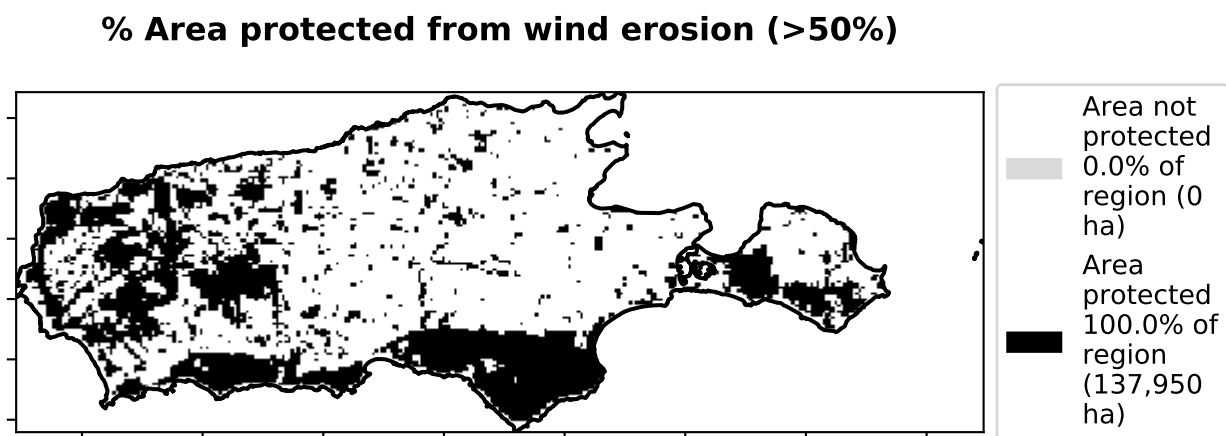 % Area protected from wind erosion (>50%)
Area not
protected
0.0% of
region (0
ha)
Area
protected
100.0% of
region
(137,950
ha)